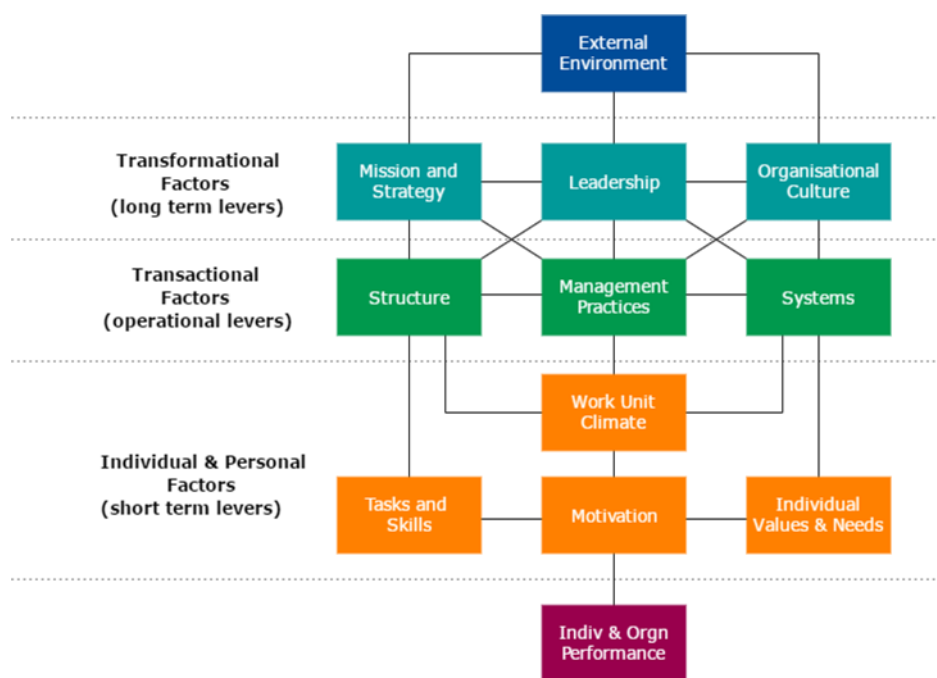 External
Environment
Transformational
Factors
(long term levers)
Mission and
Strategy
Leadership
Organisational
Culture
Transactional
Factors
(operational levers)
Structure
Management
Practices
Systems
Work Unit
Climate
Individual & Personal
Factors
(short term levers)
Tasks and
Skills
Motivation
Individual
Values & Needs
Indiv & Orgn
Performance